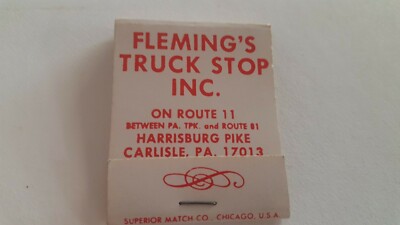 FLEMING'S
TRUCK STOP
INC.
ON ROUTE 11
BETWEEN PA. TPK. and ROUTE 81
HARRISBURG PIKE
CARLISLE, PA. 17013
SUPERIOR MATCH CO., CHICAGO, U.S.A.